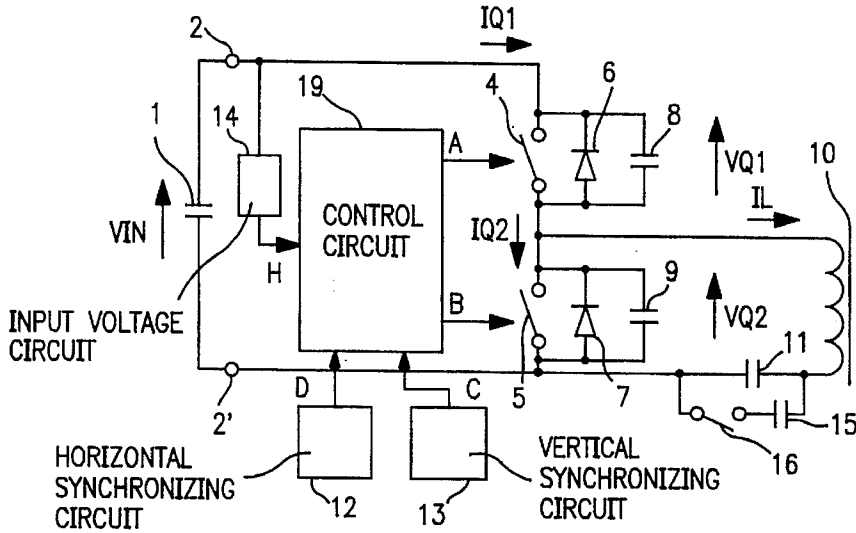 2
IQ1
19
4
6
1
14
A
8
VQ1
10
VIN
CONTROL
CIRCUIT
IL
IQ2
H
9
B
VQ2
INPUT VOLTAGE
CIRCUIT
11
2'
D
C
5
7
15
16
HORIZONTAL
SYNCHRONIZING
CIRCUIT
12
13
VERTICAL
SYNCHRONIZING
CIRCUIT